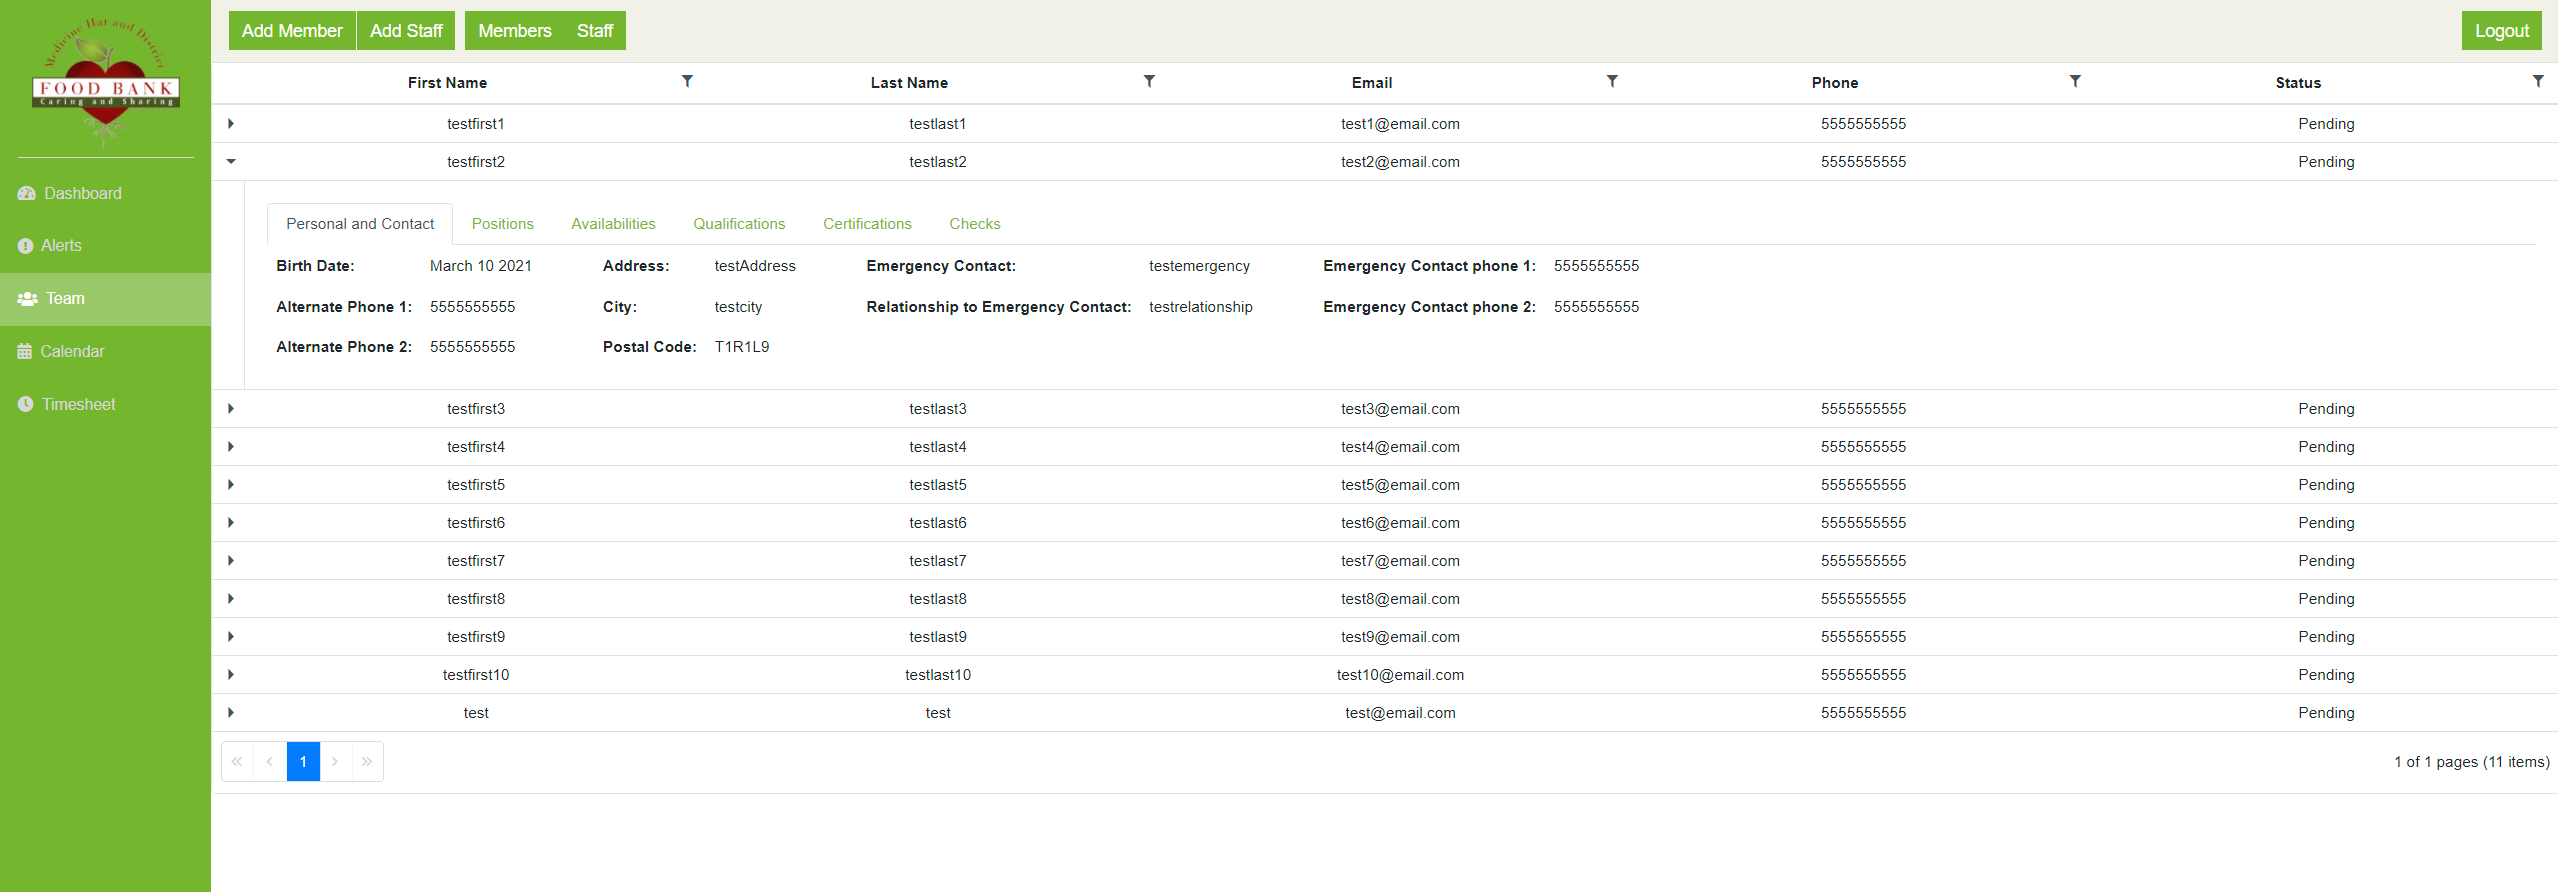 Medicine Hat and District
FOOD BANK
Caring and Sharing
Dashboard
Alerts
Team
Calendar
Timesheet
Add Member Add Staff Members Staff Logout
First Name Last Name Email Phone Status
testfirst1 testlast1 test1@email.com 5555555555 Pending
testfirst2 testlast2 test2@email.com 5555555555 Pending
Personal and Contact Positions Availabilities Qualifications Certifications Checks
Birth Date: March 10 2021 Address: testAddress Emergency Contact: testemergency Emergency Contact phone 1: 5555555555
Alternate Phone 1: 5555555555 City: testcity Relationship to Emergency Contact: testrelationship Emergency Contact phone 2: 5555555555
Alternate Phone 2: 5555555555 Postal Code: T1R1L9
testfirst3 testlast3 test3@email.com 5555555555 Pending
testfirst4 testlast4 test4@email.com 5555555555 Pending
testfirst5 testlast5 test5@email.com 5555555555 Pending
testfirst6 testlast6 test6@email.com 5555555555 Pending
testfirst7 testlast7 test7@email.com 5555555555 Pending
testfirst8 testlast8 test8@email.com 5555555555 Pending
testfirst9 testlast9 test9@email.com 5555555555 Pending
testfirst10 testlast10 test10@email.com 5555555555 Pending
test test test@email.com 5555555555 Pending
« ‹ 1 › » 1 of 1 pages (11 items)